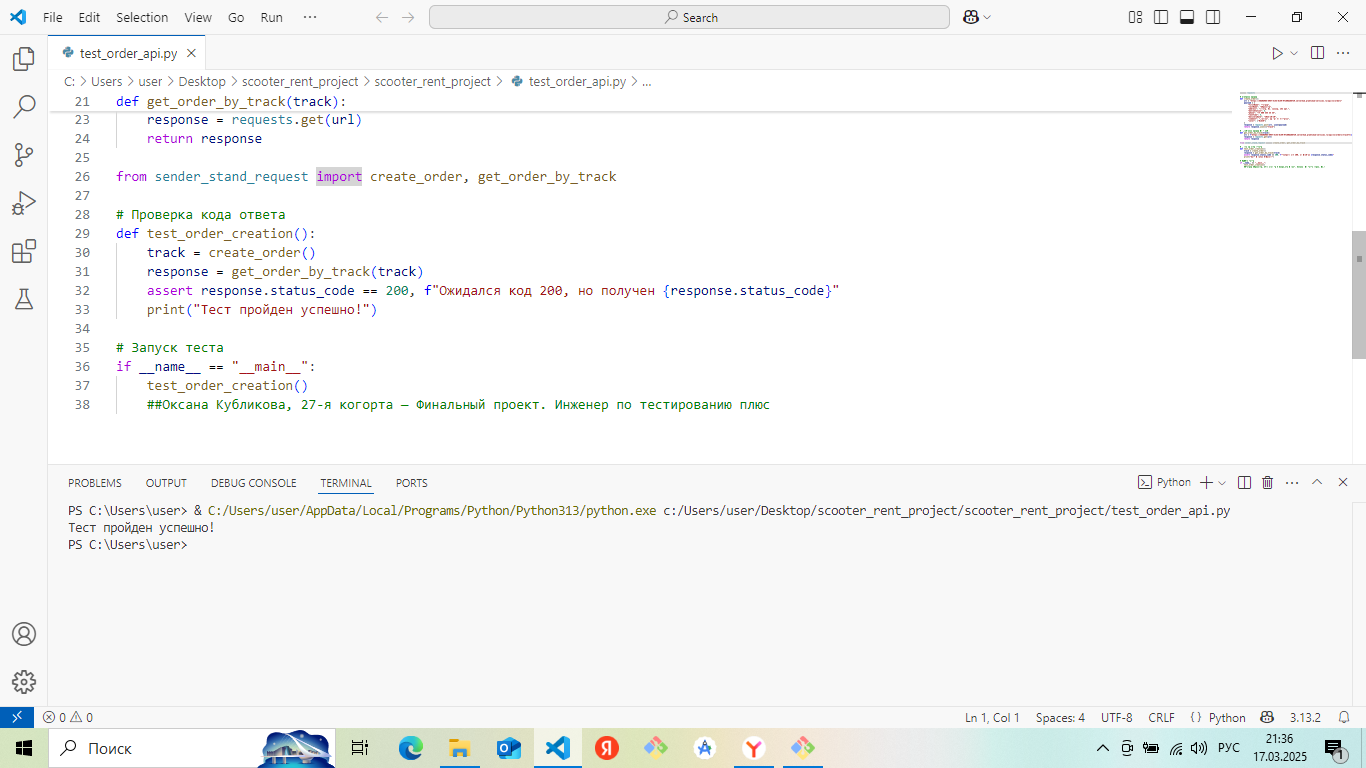 File Edit Selection View Go Run ···
Search
test_order_api.py
C: > Users > user > Desktop > scooter_rent_project > scooter_rent_project > test_order_api.py > ...
21 def get_order_by_track(track):
23 response = requests.get(url)
24 return response
25
26 from sender_stand_request import create_order, get_order_by_track
27
28 # Проверка кода ответа
29 def test_order_creation():
30 track = create_order()
31 response = get_order_by_track(track)
32 assert response.status_code == 200, f"Ожидался код 200, но получен {response.status_code}"
33 print("Тест пройден успешно!")
34
35 # Запуск теста
36 if __name__ == "__main__":
37 test_order_creation()
38 ##Оксана Кубликова, 27-я когорта — Финальный проект. Инженер по тестированию плюс
PROBLEMS OUTPUT DEBUG CONSOLE TERMINAL PORTS
Python
PS C:\Users\user> & C:/Users/user/AppData/Local/Programs/Python/Python313/python.exe c:/Users/user/Desktop/scooter_rent_project/scooter_rent_project/test_order_api.py
Тест пройден успешно!
PS C:\Users\user>
0 0 Ln 1, Col 1 Spaces: 4 UTF-8 CRLF {} Python 3.13.2
Поиск
Я
Y
РУС
21:36
17.03.2025
1